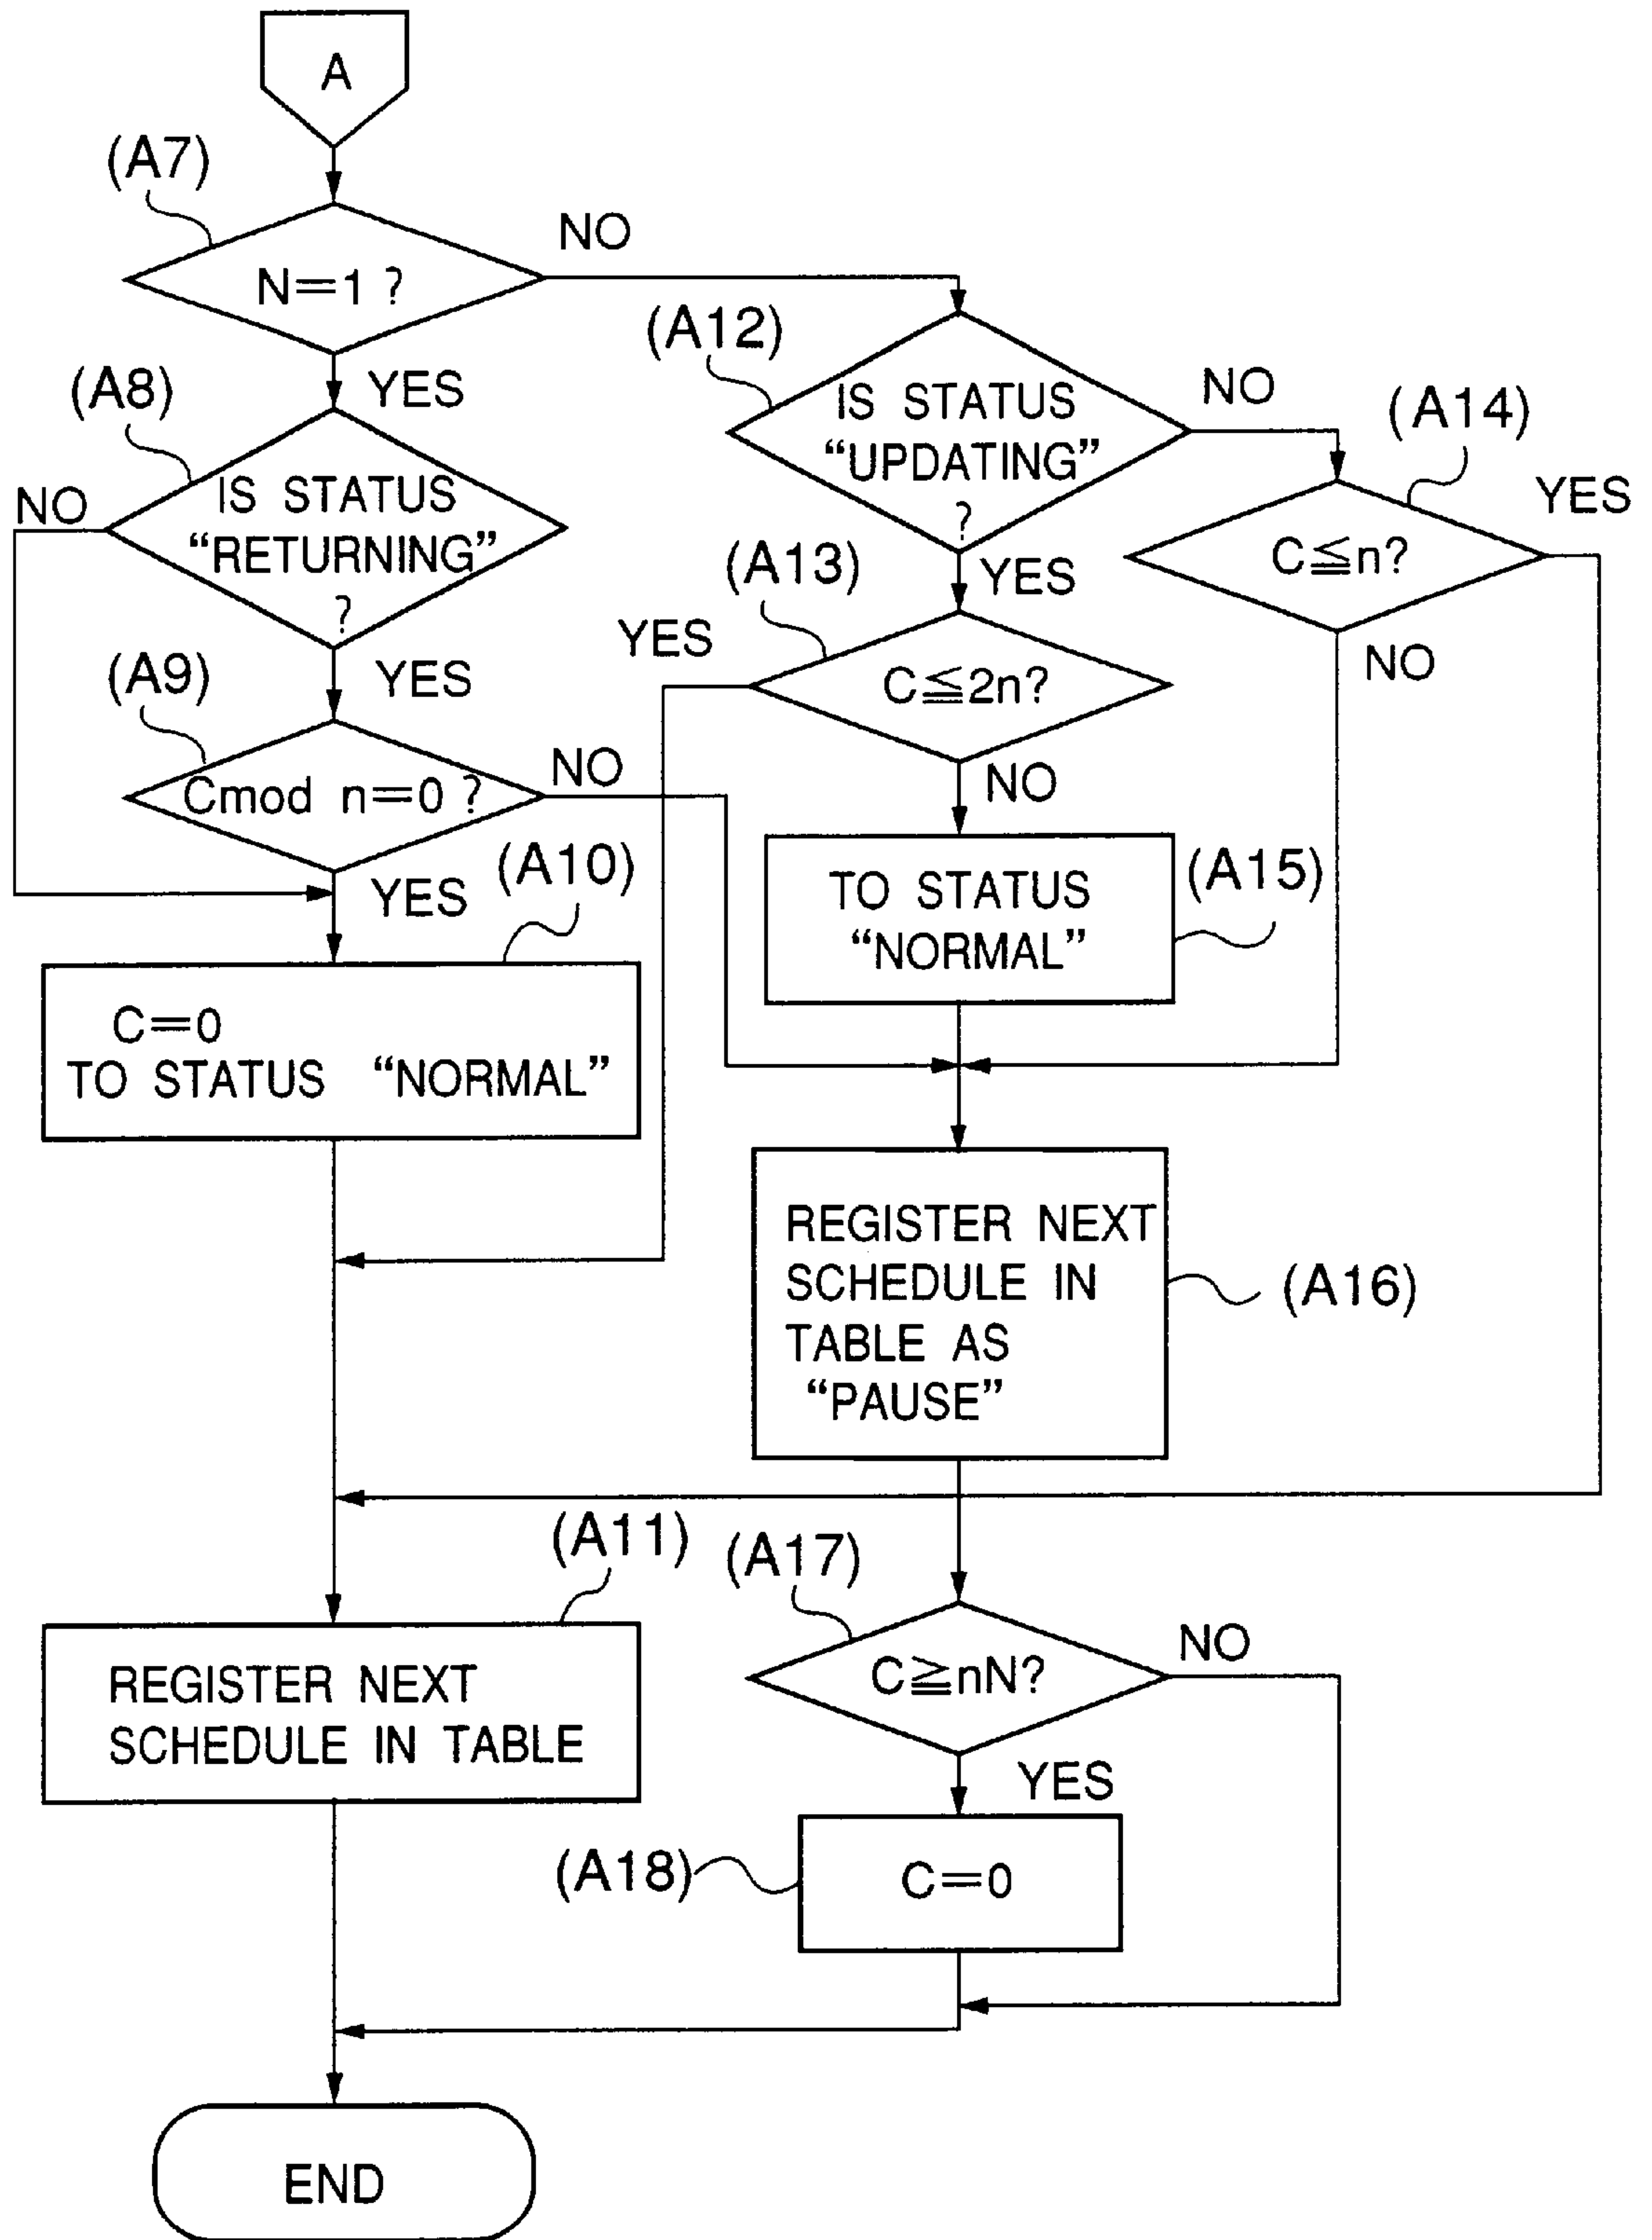 A
(A7)
N=1 ?
NO
YES
(A8)
IS STATUS
“RETURNING”
?
NO
YES
(A9)
Cmod n=0 ?
NO
YES
(A10)
C=0
TO STATUS “NORMAL”
(A12)
IS STATUS
“UPDATING”
?
NO
YES
(A14)
C≦n?
YES
NO
(A13)
C≦2n?
YES
NO
TO STATUS
“NORMAL”
(A15)
REGISTER NEXT
SCHEDULE IN
TABLE AS
“PAUSE”
(A16)
(A11)
REGISTER NEXT
SCHEDULE IN TABLE
(A17)
C≧nN?
NO
YES
(A18)
C=0
END